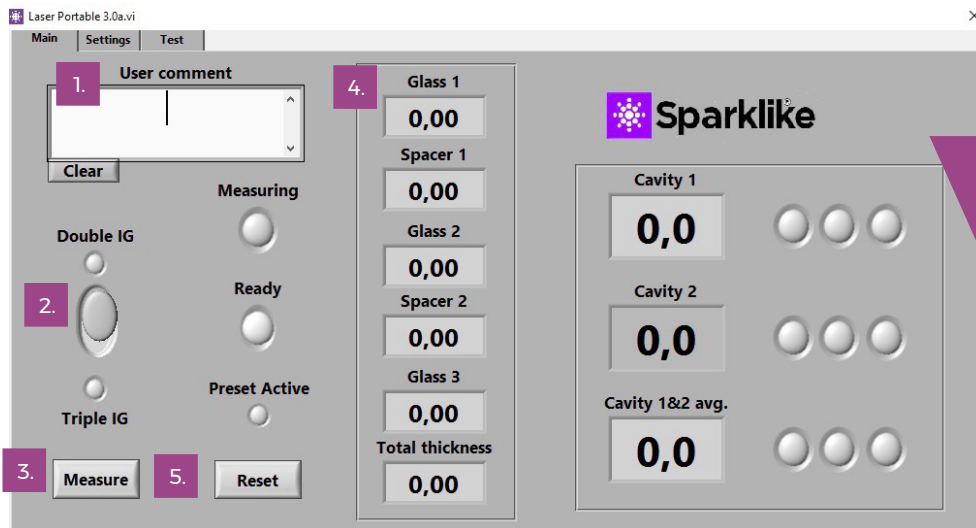 Laser Portable 3.0a.vi
Main Settings Test
1.
User comment
Clear
Measuring
Double IG
2.
Ready
Preset Active
Triple IG
3.
Measure
5.
Reset
4.
Glass 1
0,00
Spacer 1
0,00
Glass 2
0,00
Spacer 2
0,00
Glass 3
0,00
Total thickness
0,00
Sparklike
Cavity 1
0,0
Cavity 2
0,0
Cavity 1&2 avg.
0,0